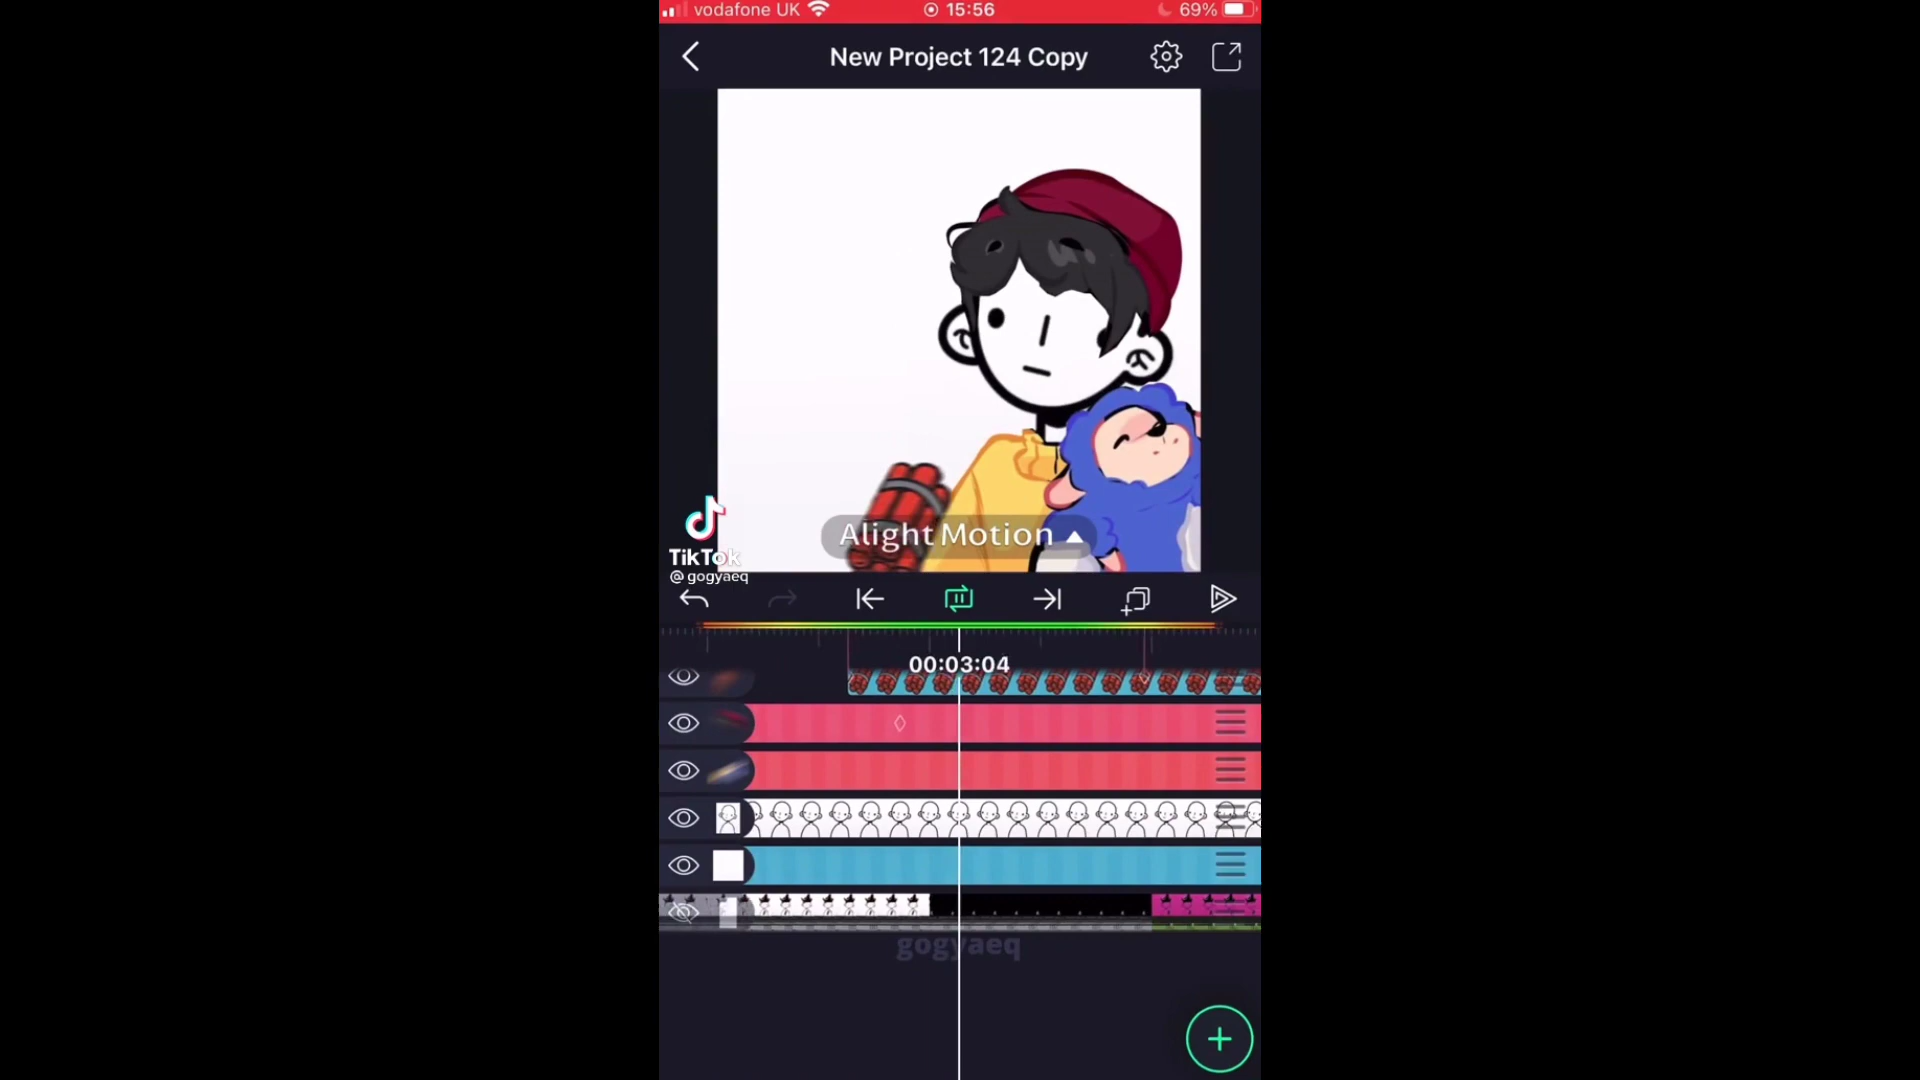 vodafone UK 15:56 69%
New Project 124 Copy
Alight Motion
TikTok
@gogyaeq
00:03:04
gogyaeq